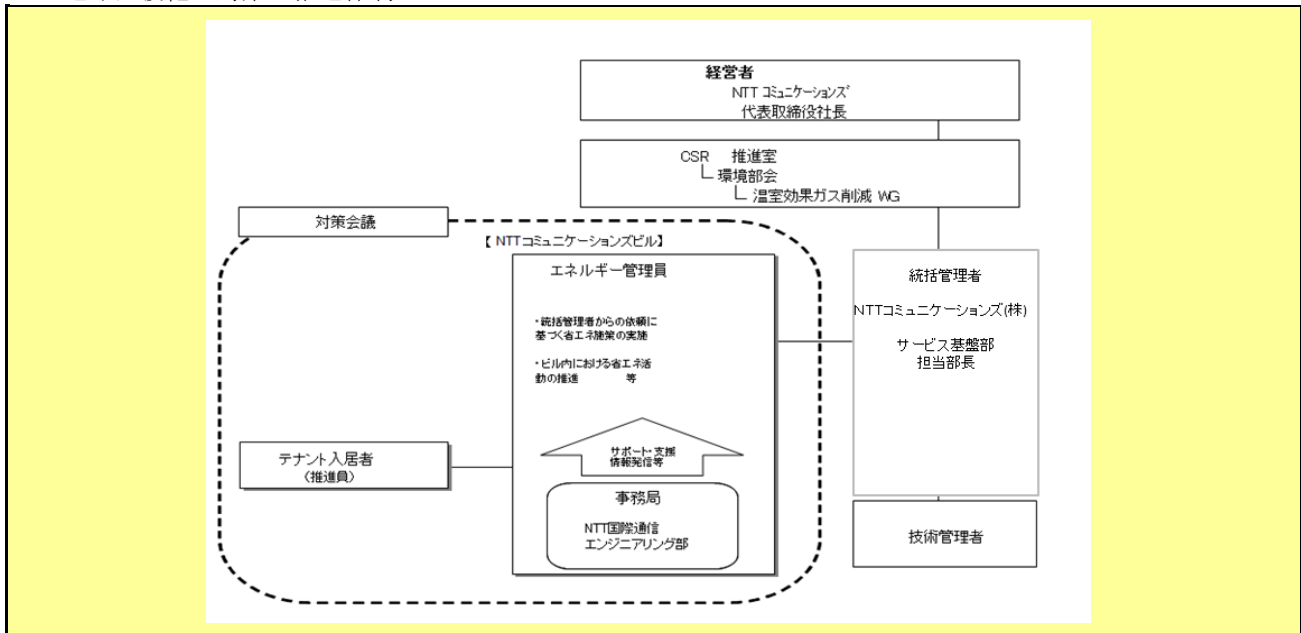 経営者
NTT コミュニケーションズ
代表取締役社長
CSR 推進室
環境部会
温室効果ガス削減 WG
対策会議
【 NTTコミュニケーションズビル】
エネルギー管理員
・統括管理者からの依頼に
基づく省エネ施策の実施
・ビル内における省エネ活
動の推進 等
サポート・支援
情報発信等
事務局
NTT国際通信
エンジニアリング部
テナント入居者
(推進員)
統括管理者
NTTコミュニケーションズ(株)
サービス基盤部
担当部長
技術管理者